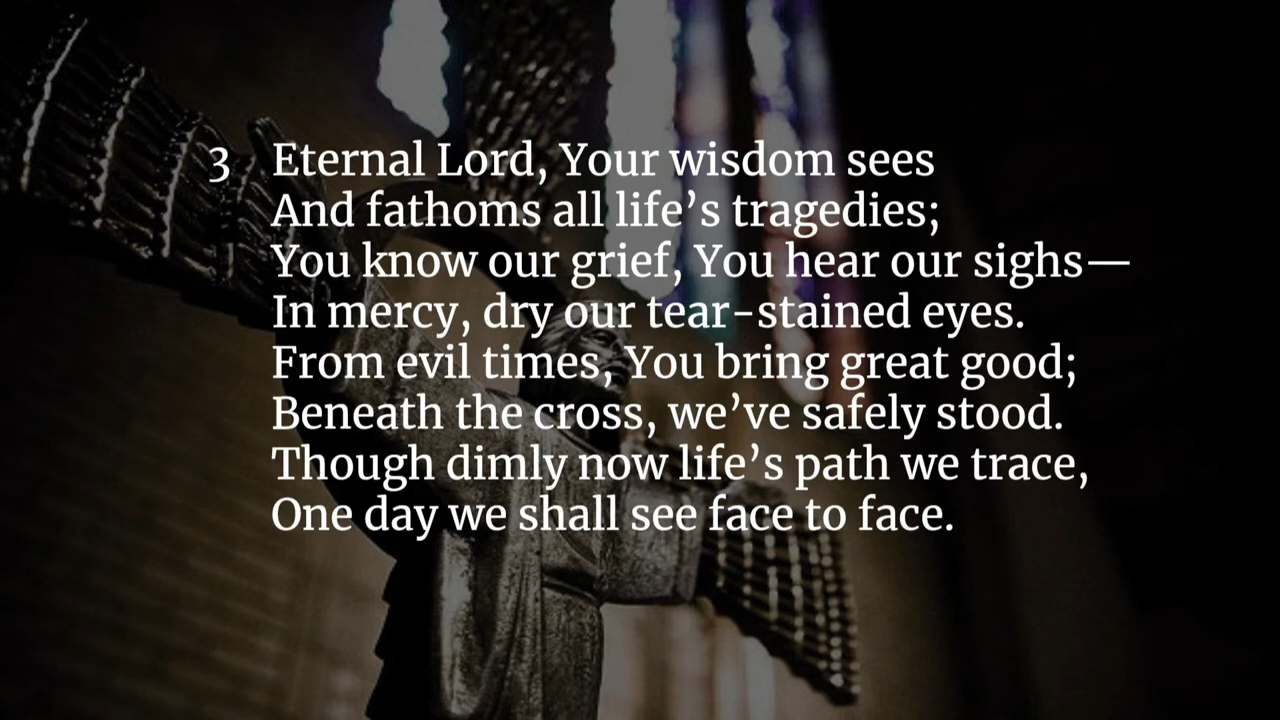 3 Eternal Lord, Your wisdom sees
And fathoms all life’s tragedies;
You know our grief, You hear our sighs—
In mercy, dry our tear-stained eyes.
From evil times, You bring great good;
Beneath the cross, we’ve safely stood.
Though dimly now life’s path we trace,
One day we shall see face to face.